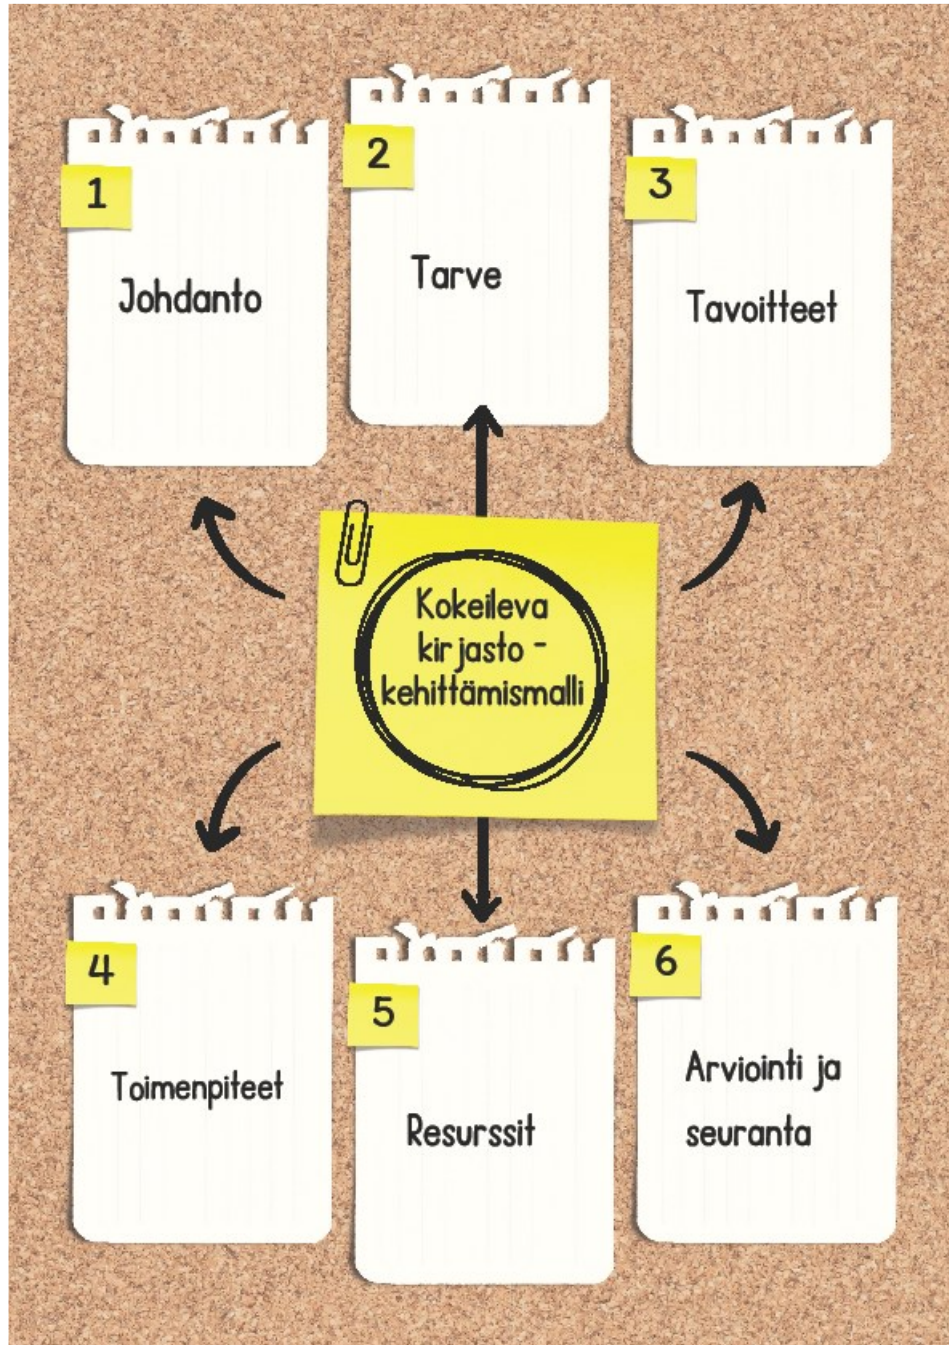 1
Johdanto
2
Tarve
3
Tavoitteet
Kokeileva
kirjasto -
kehittämismalli
4
Toimenpiteet
5
Resurssit
6
Arviointi ja
seuranta